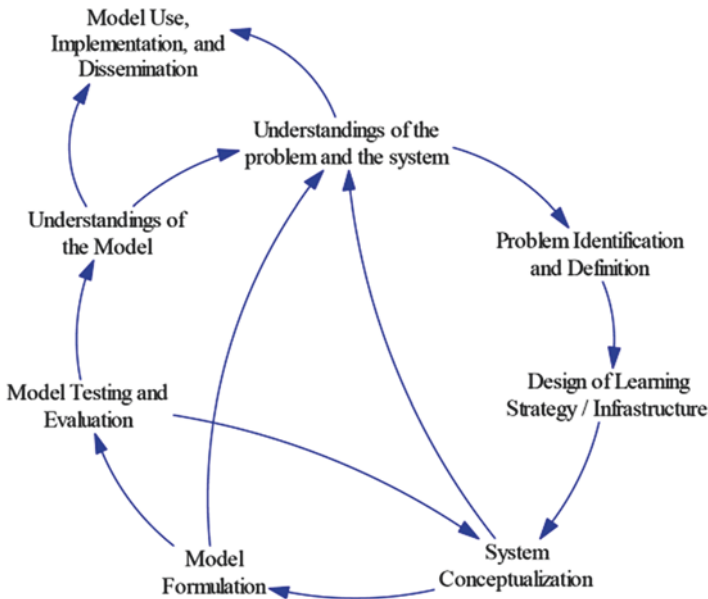 Model Use,
Implementation, and
Dissemination
Understandings of the
problem and the system
Understandings of
the Model
Problem Identification
and Definition
Model Testing and
Evaluation
Design of Learning
Strategy / Infrastructure
Model
Formulation
System
Conceptualization